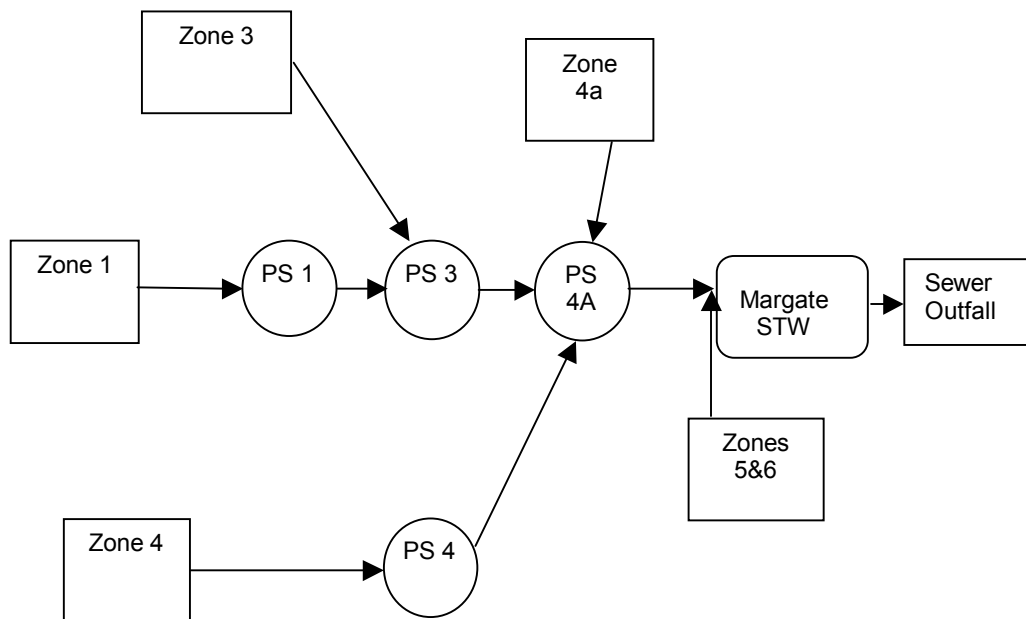 Zone 3
Zone
4a
Zone 1
PS 1
PS 3
PS
4A
Margate
STW
Sewer
Outfall
Zones
5&6
Zone 4
PS 4